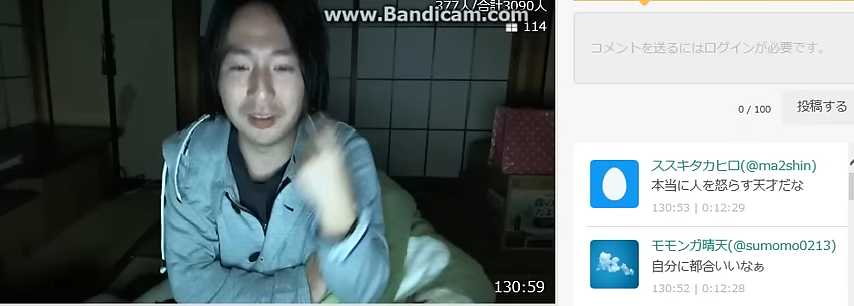 377人/合計3090人
www.Bandicam.com
114
130:59
コメントを送るにはログインが必要です。
0 / 100
投稿する
ススキタカヒロ(@ma2shin)
本当に人を怒らす天才だな
130:53 | 0:12:29
モモンガ晴天(@sumomo0213)
自分に都合いいなぁ
130:52 | 0:12:28